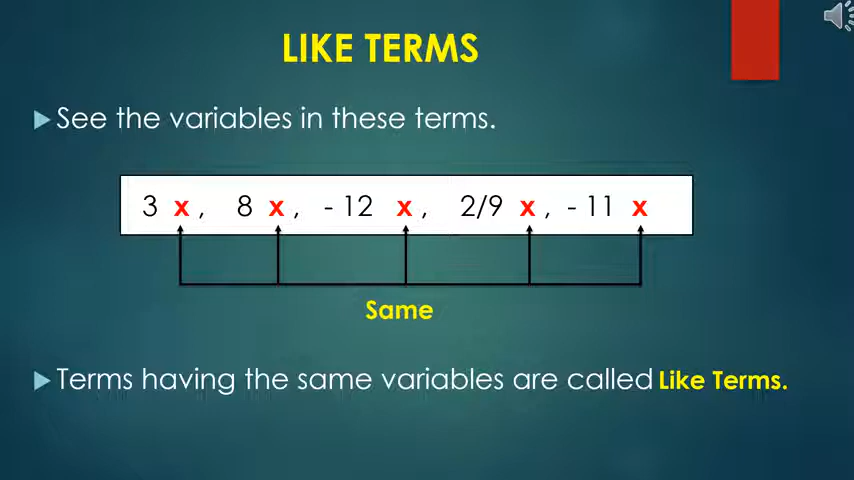 LIKE TERMS
See the variables in these terms.
3 x , 8 x , - 12 x , 2/9 x , - 11 x
Same
Terms having the same variables are called Like Terms.